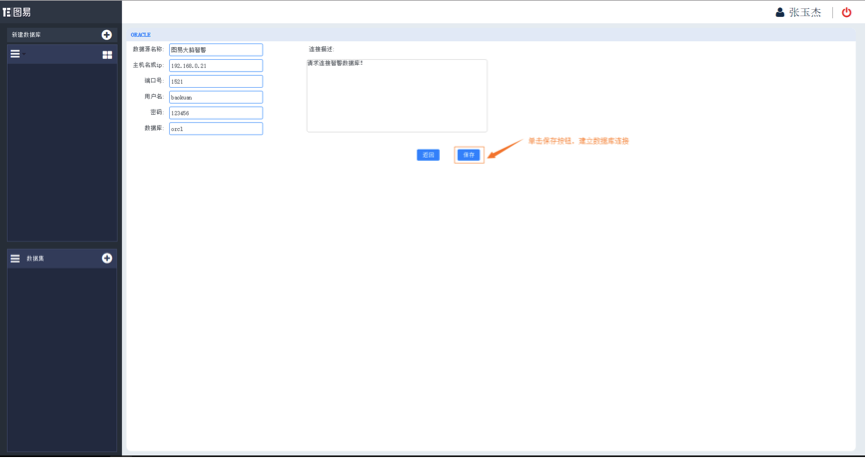 图易
张玉杰
新建数据库
ORACLE
数据源名称: 图易大脑智警
连接描述:
主机名或ip: 192.168.0.21
请求连接智警数据库!
端口号: 1521
用户名: baokuan
密码: 123456
数据库: orcl
返回
保存
单击保存按钮，建立数据库连接
数据集